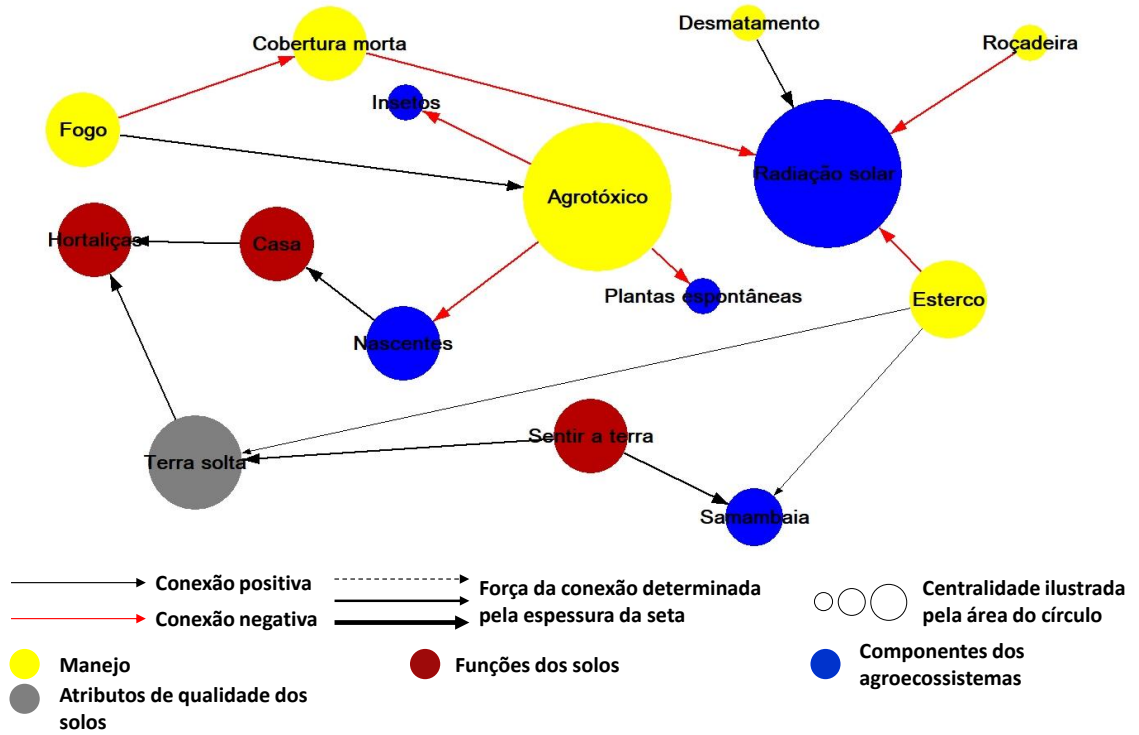 Desmatamento
Cobertura morta
Roçadeira
Insetos
Fogo
Radiação solar
Agrotóxico
Hortaliças
Casa
Plantas espontâneas
Esterco
Nascentes
Sentir a terra
Terra solta
Samambaia
Conexão positiva
Conexão negativa
Força da conexão determinada
pela espessura da seta
Centralidade ilustrada
pela área do círculo
Manejo
Atributos de qualidade dos
solos
Funções dos solos
Componentes dos
agroecossistemas